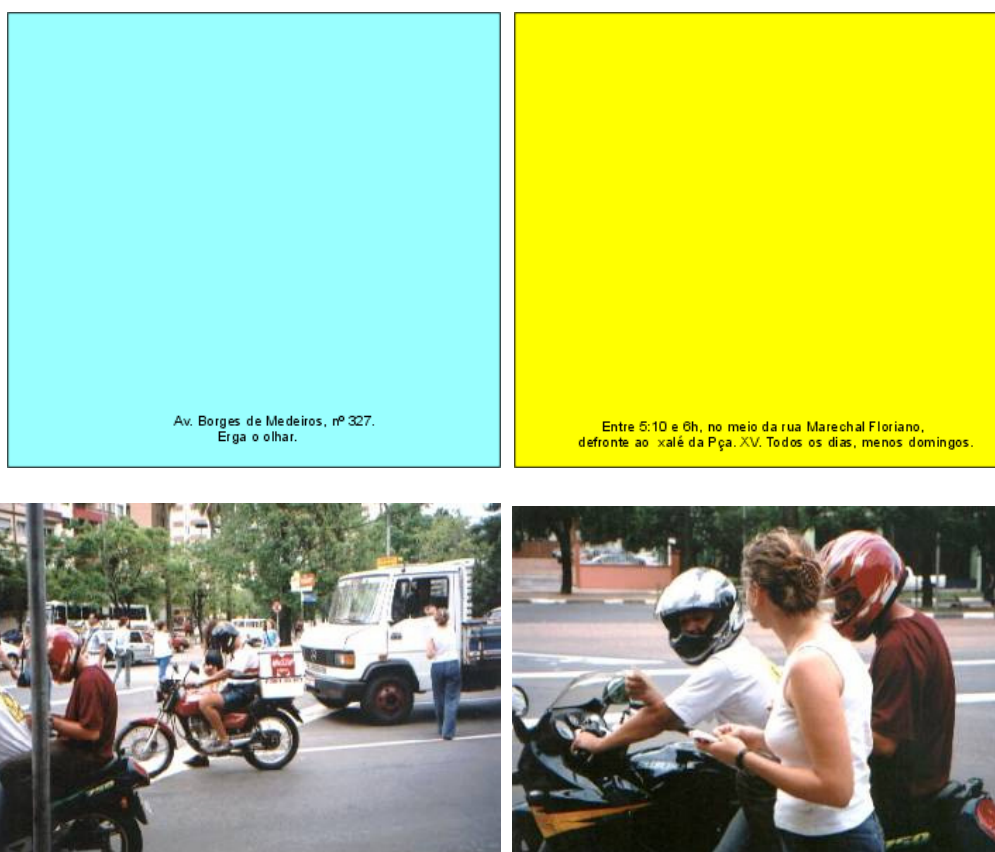 Av. Borges de Medeiros, nº 327.
Erga o olhar.
Entre 5:10 e 6h, no meio da rua Marechal Floriano,
defronte ao xalé da Pça. XV. Todos os dias, menos domingos.